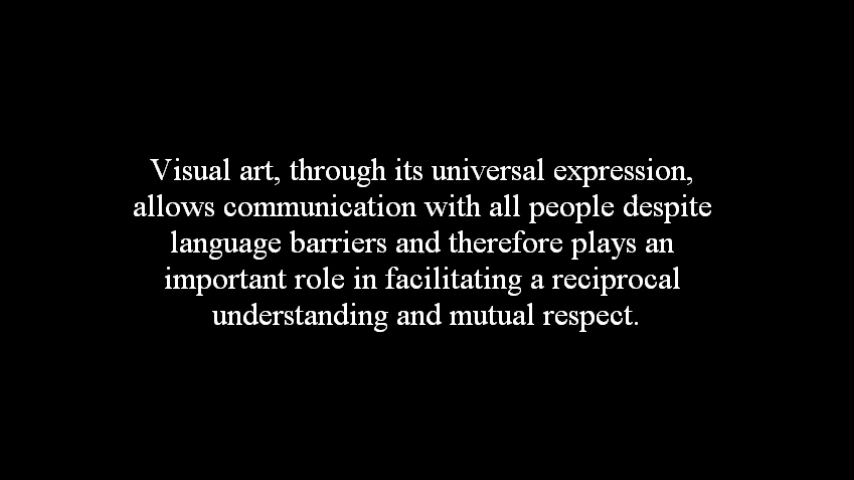 Visual art, through its universal expression,
allows communication with all people despite
language barriers and therefore plays an
important role in facilitating a reciprocal
understanding and mutual respect.